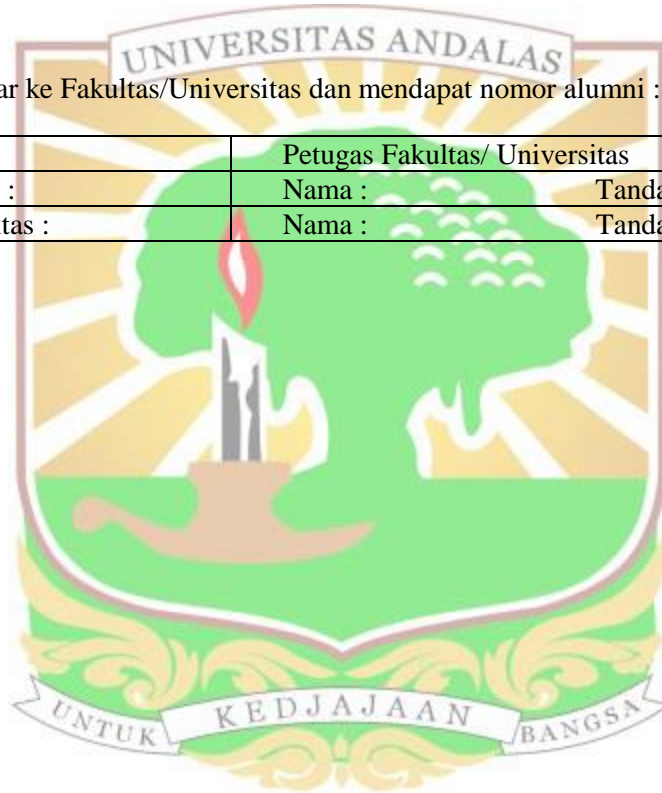 UNIVERSITAS ANDALAS
ar ke Fakultas/Universitas dan mendapat nomor alumni :
Petugas Fakultas/ Universitas
: Nama : Tanda
tas : Nama : Tanda
UNTUK KEDJAJAAN BANGSA